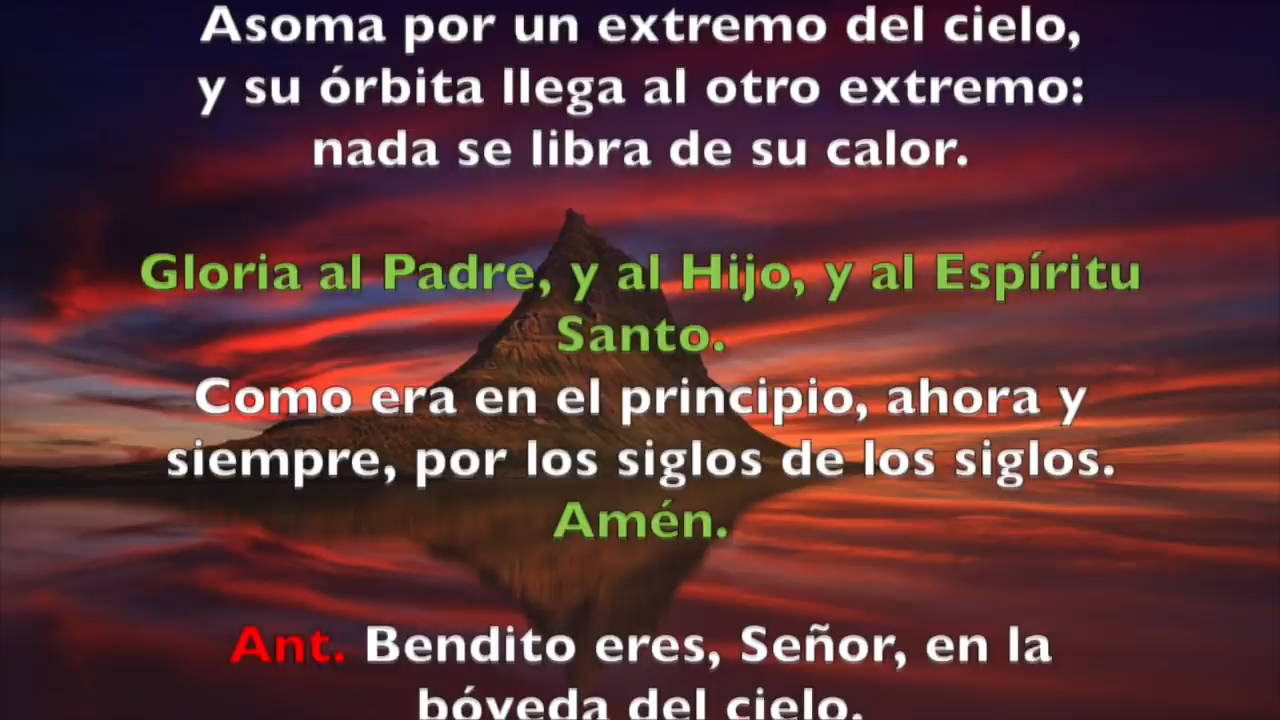 Asoma por un extremo del cielo,
y su órbita llega al otro extremo:
nada se libra de su calor.
Gloria al Padre, y al Hijo, y al Espíritu
Santo.
Como era en el principio, ahora y
siempre, por los siglos de los siglos.
Amén.
Ant. Bendito eres, Señor, en la
bóveda del cielo.